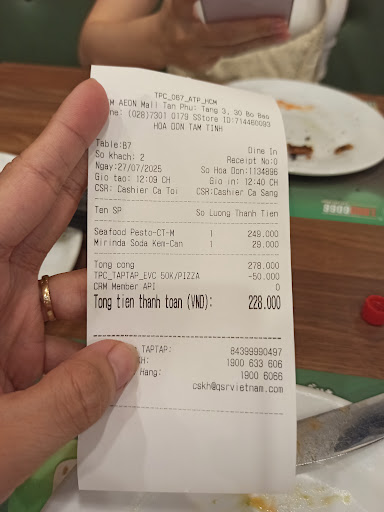 TPC_067_ATP_HCM
AEON Mall Tan Phu: Tang 3, 30 Bo Bao
(028)7301 0179 SStore ID:714480093
HOA DON TAM TINH
Table:B7 Dine In
So khach: 2 Receipt No:0
Ngay:27/07/2025 So Hoa Don:1134896
Gio tao: 12:09 CH Gio in: 12:40 CH
CSR: Cashier Ca Toi CSR:Cashier Ca Sang
Ten SP So Luong Thanh Tien
Seafood Pesto-CT-M 1 249.000
Mirinda Soda Kem-Can 1 29.000
Tong cong 278.000
TPC_TAPTAP_EVC 50K/PIZZA -50.000
CRM Member API 0
Tong tien thanh toan (VND): 228.000
TAPTAP: 84399990497
KH: 1900 633 606
Hang: 1900 6066
cskh@qsrvietnam.com